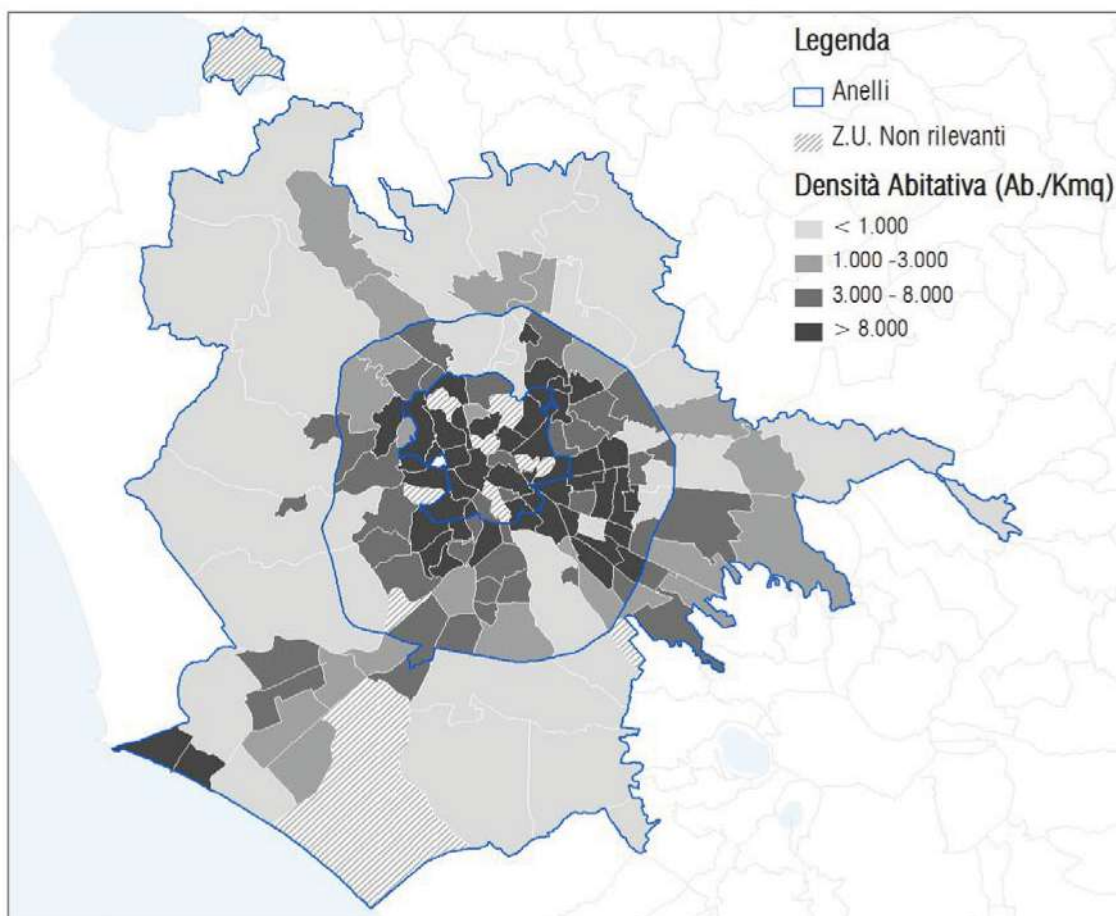 Legenda
Anelli
Z.U. Non rilevanti
Densità Abitativa (Ab./Kmq)
< 1.000
1.000 -3.000
3.000 - 8.000
> 8.000